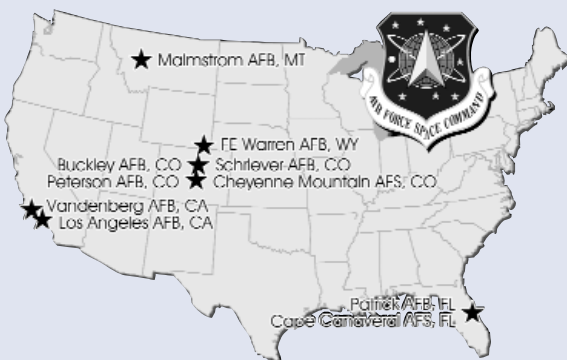 AIR FORCE SPACE COMMAND
Malmstrom AFB, MT
FE Warren AFB, WY
Buckley AFB, CO
Schriever AFB, CO
Peterson AFB, CO
Cheyenne Mountain AFS, CO
Vandenberg AFB, CA
Los Angeles AFB, CA
Patrick AFB, FL
Cape Canaveral AFS, FL